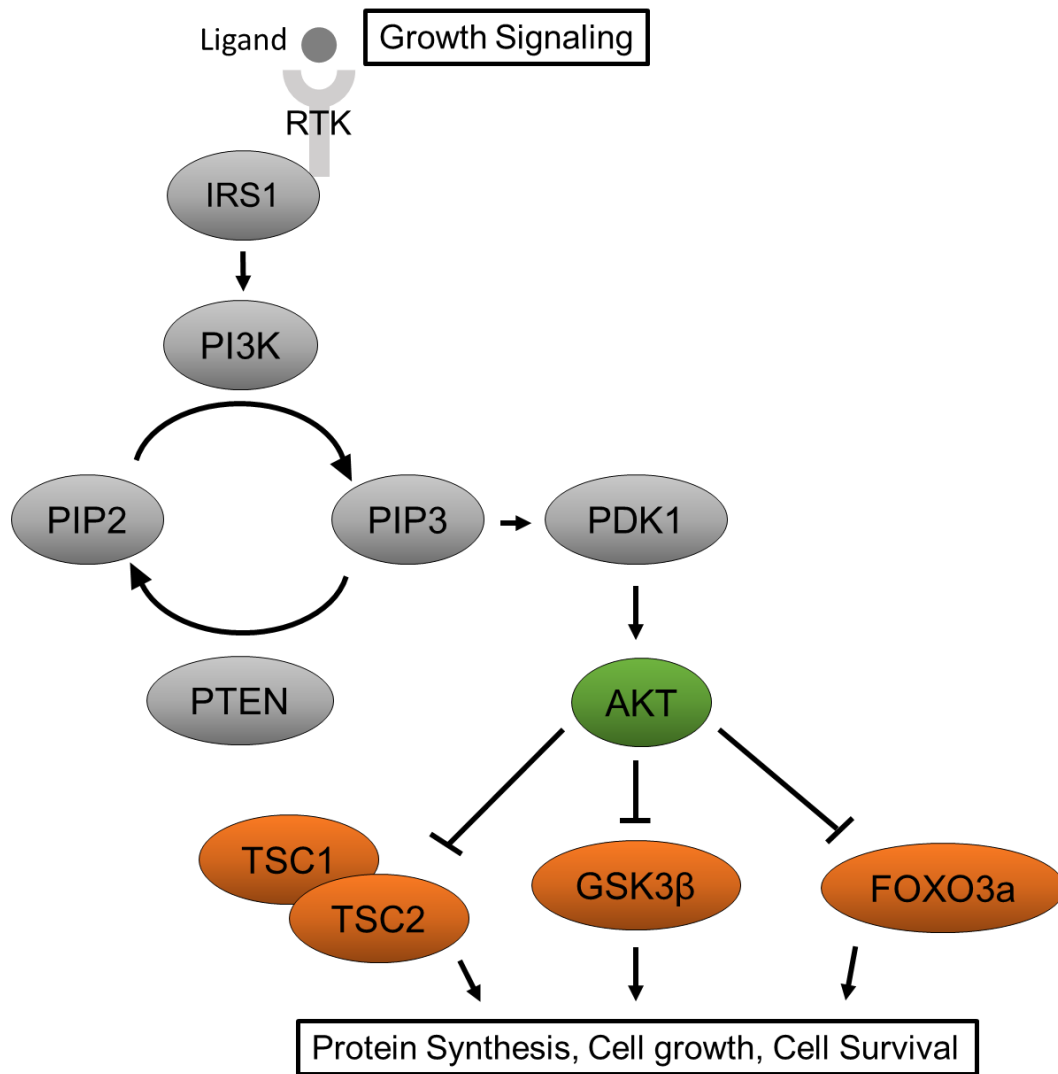 Ligand
Growth Signaling
RTK
IRS1
PI3K
PIP2
PIP3
PDK1
PTEN
AKT
TSC1
TSC2
GSK3β
FOXO3a
Protein Synthesis, Cell growth, Cell Survival